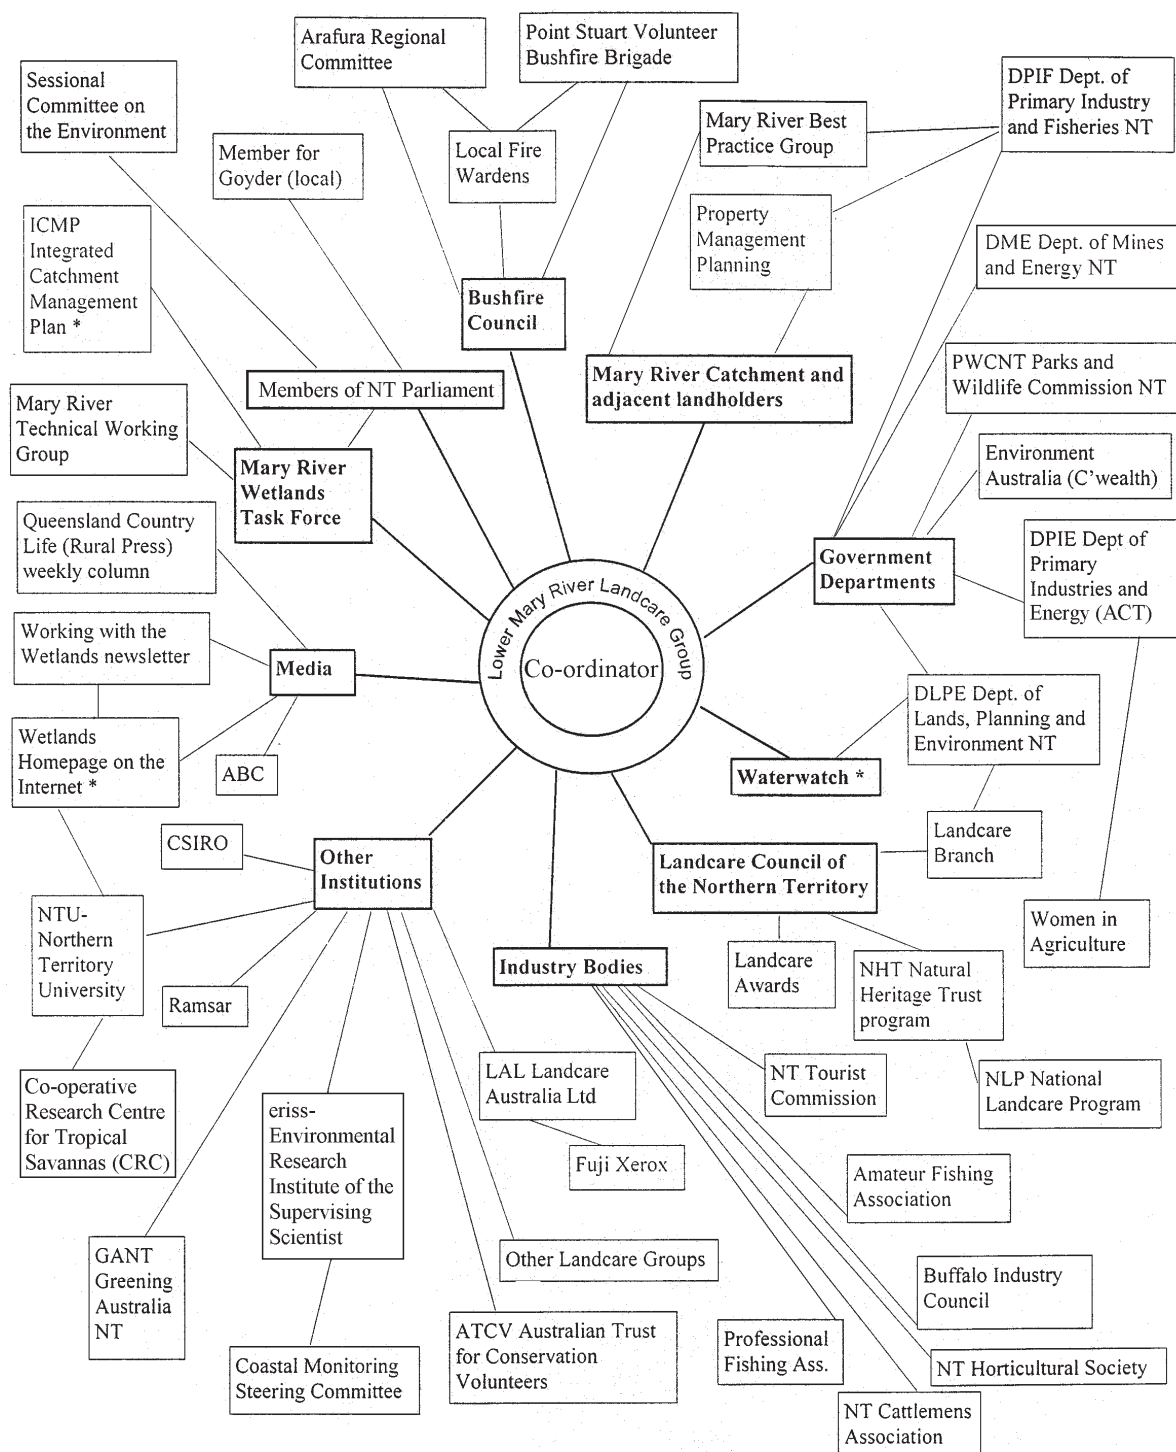 Arafura Regional
Committee
Point Stuart Volunteer
Bushfire Brigade
Sessional
Committee on
the Environment
DPIF Dept. of
Primary Industry
and Fisheries NT
Member for
Goyder (local)
Local Fire
Wardens
Mary River Best
Practice Group
ICMP
Integrated
Catchment
Management
Plan *
Property
Management
Planning
DME Dept. of Mines
and Energy NT
Bushfire
Council
Members of NT Parliament
Mary River Catchment and
adjacent landholders
PWCNT Parks and
Wildlife Commission NT
Mary River
Technical Working
Group
Mary River
Wetlands
Task Force
Environment
Australia (C'wealth)
Queensland Country
Life (Rural Press)
weekly column
Government
Departments
DPIE Dept of
Primary
Industries and
Energy (ACT)
Lower Mary River Landcare Group
Co-ordinator
Working with the
Wetlands newsletter
Media
DLPE Dept. of
Lands, Planning and
Environment NT
Wetlands
Homepage on the
Internet *
ABC
Waterwatch *
CSIRO
Other
Institutions
Landcare Council of
the Northern Territory
Landcare
Branch
NTU-
Northern
Territory
University
Women in
Agriculture
Ramsar
Industry Bodies
Landcare
Awards
NHT Natural
Heritage Trust
program
Co-operative
Research Centre
for Tropical
Savannas (CRC)
eriss-
Environmental
Research
Institute of the
Supervising
Scientist
LAL Landcare
Australia Ltd
NT Tourist
Commission
NLP National
Landcare Program
Fuji Xerox
Amateur Fishing
Association
GANT
Greening
Australia
NT
Other Landcare Groups
Buffalo Industry
Council
Coastal Monitoring
Steering Committee
ATCV Australian Trust
for Conservation
Volunteers
Professional
Fishing Ass.
NT Horticultural Society
NT Cattlemens
Association